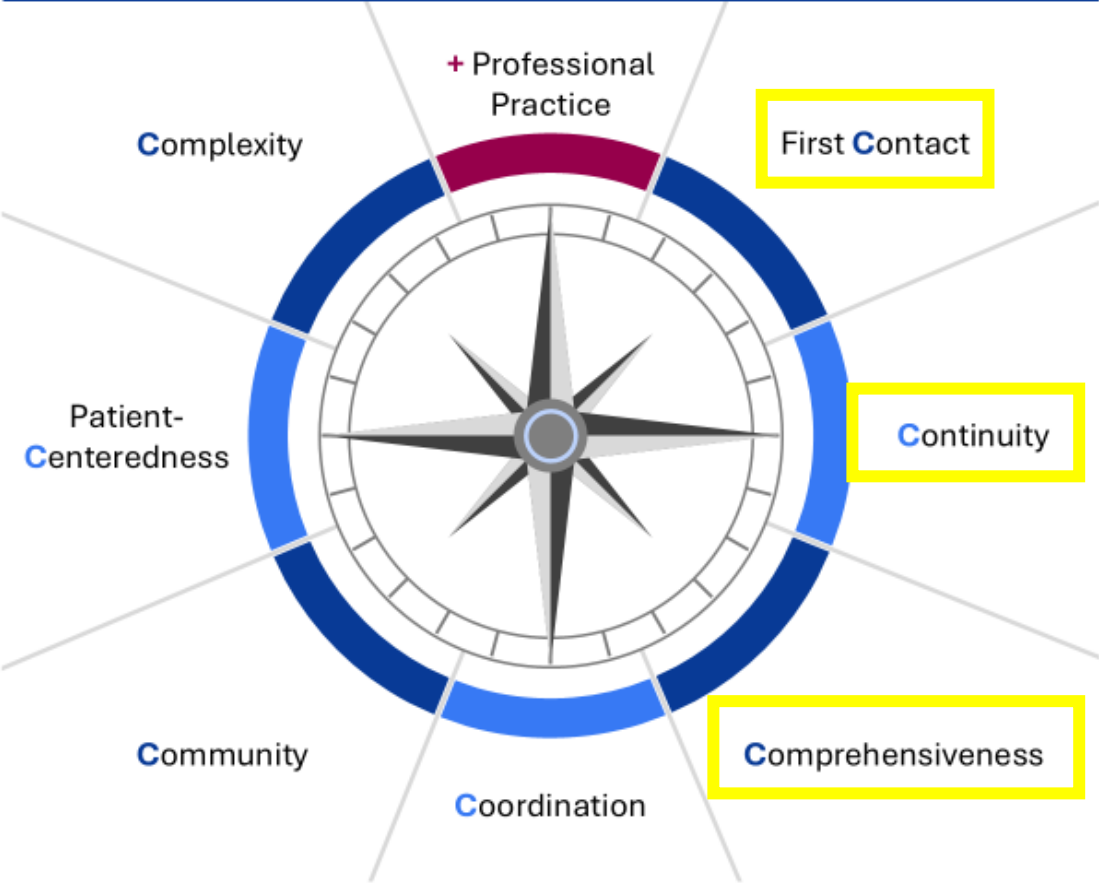 + Professional
Practice
First Contact
Continuity
Comprehensiveness
Coordination
Community
Patient-
Centeredness
Complexity